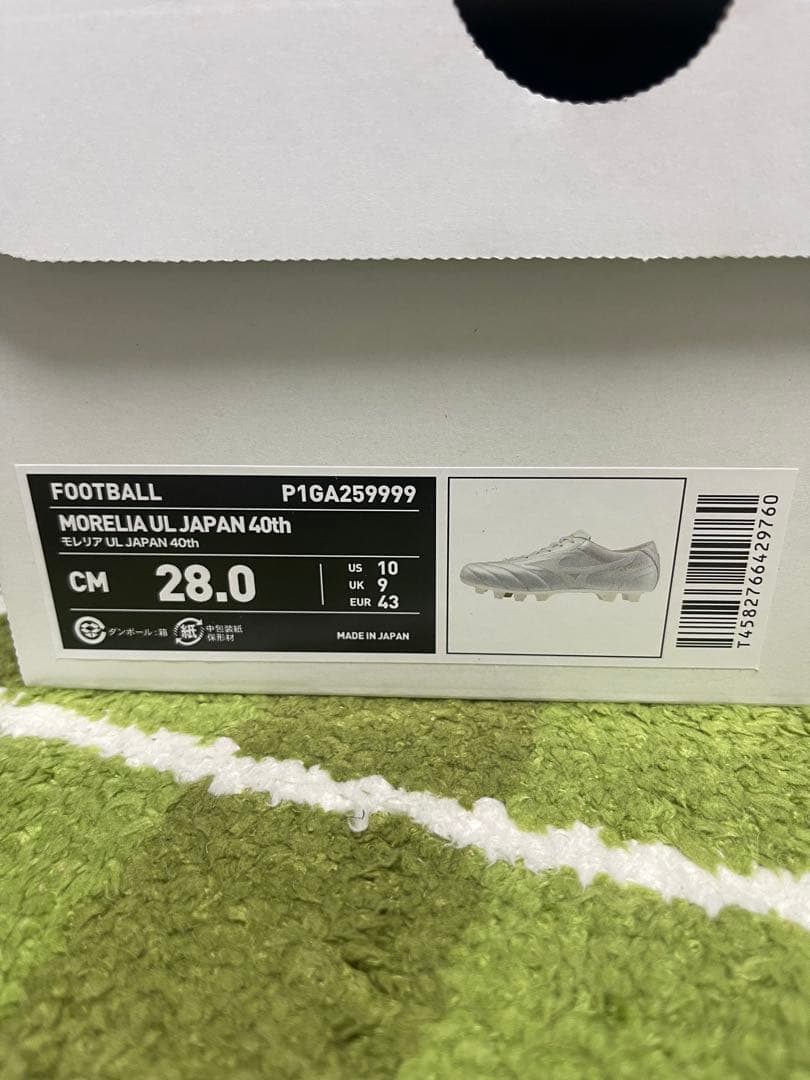 FOOTBALL P1GA259999
MORELIA UL JAPAN 40th
モレリア UL JAPAN 40th
CM 28.0
US 10
UK 9
EUR 43
ダンボール:箱
紙 中包装紙
保形材
MADE IN JAPAN
T4582766429760